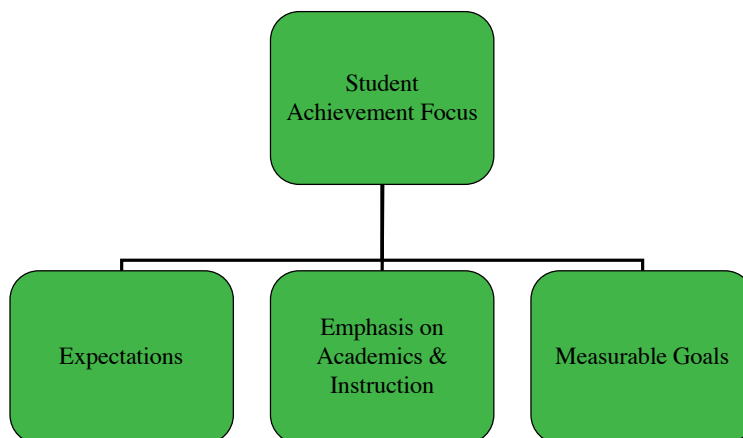 Student
Achievement Focus
Expectations
Emphasis on
Academics &
Instruction
Measurable Goals